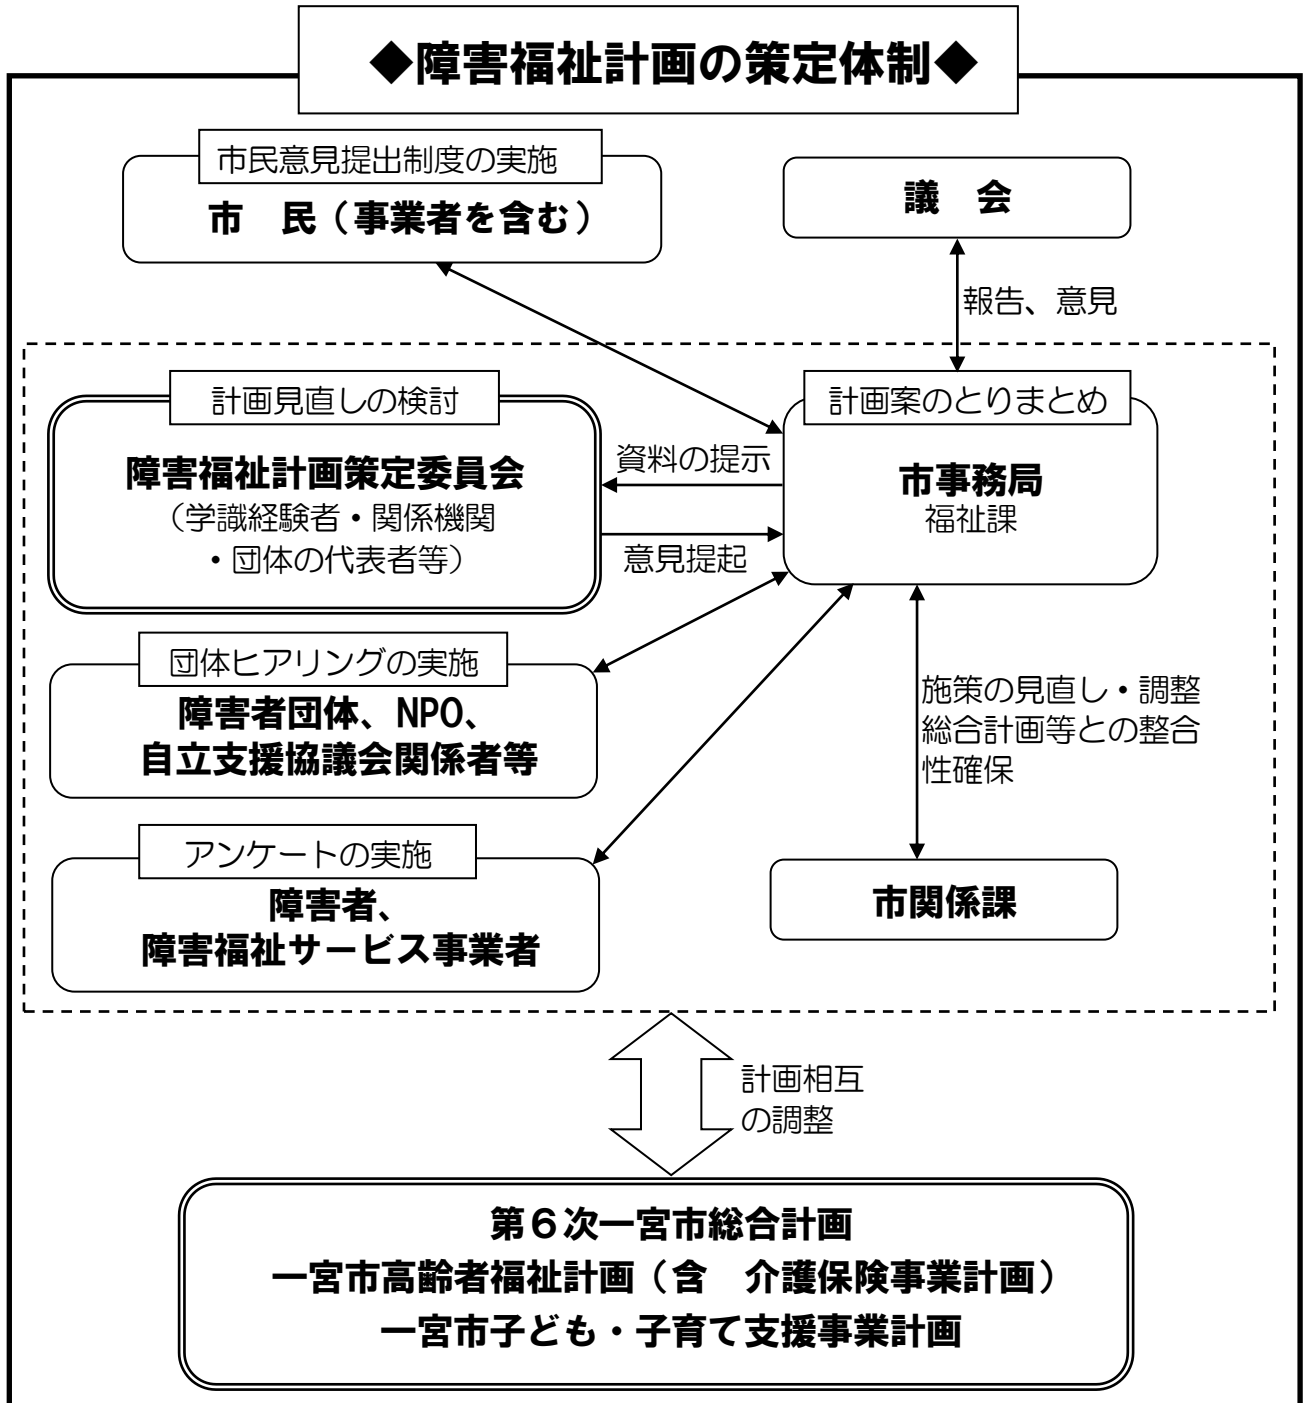 ◆障害福祉計画の策定体制◆
市民意見提出制度の実施
市　民（事業者を含む）
議　会
報告、意見
計画見直しの検討
障害福祉計画策定委員会
（学識経験者・関係機関
・団体の代表者等）
資料の提示
意見提起
計画案のとりまとめ
市事務局
福祉課
団体ヒアリングの実施
障害者団体、NPO、
自立支援協議会関係者等
施策の見直し・調整
総合計画等との整合
性確保
アンケートの実施
障害者、
障害福祉サービス事業者
市関係課
計画相互
の調整
第６次一宮市総合計画
一宮市高齢者福祉計画（含　介護保険事業計画）
一宮市子ども・子育て支援事業計画